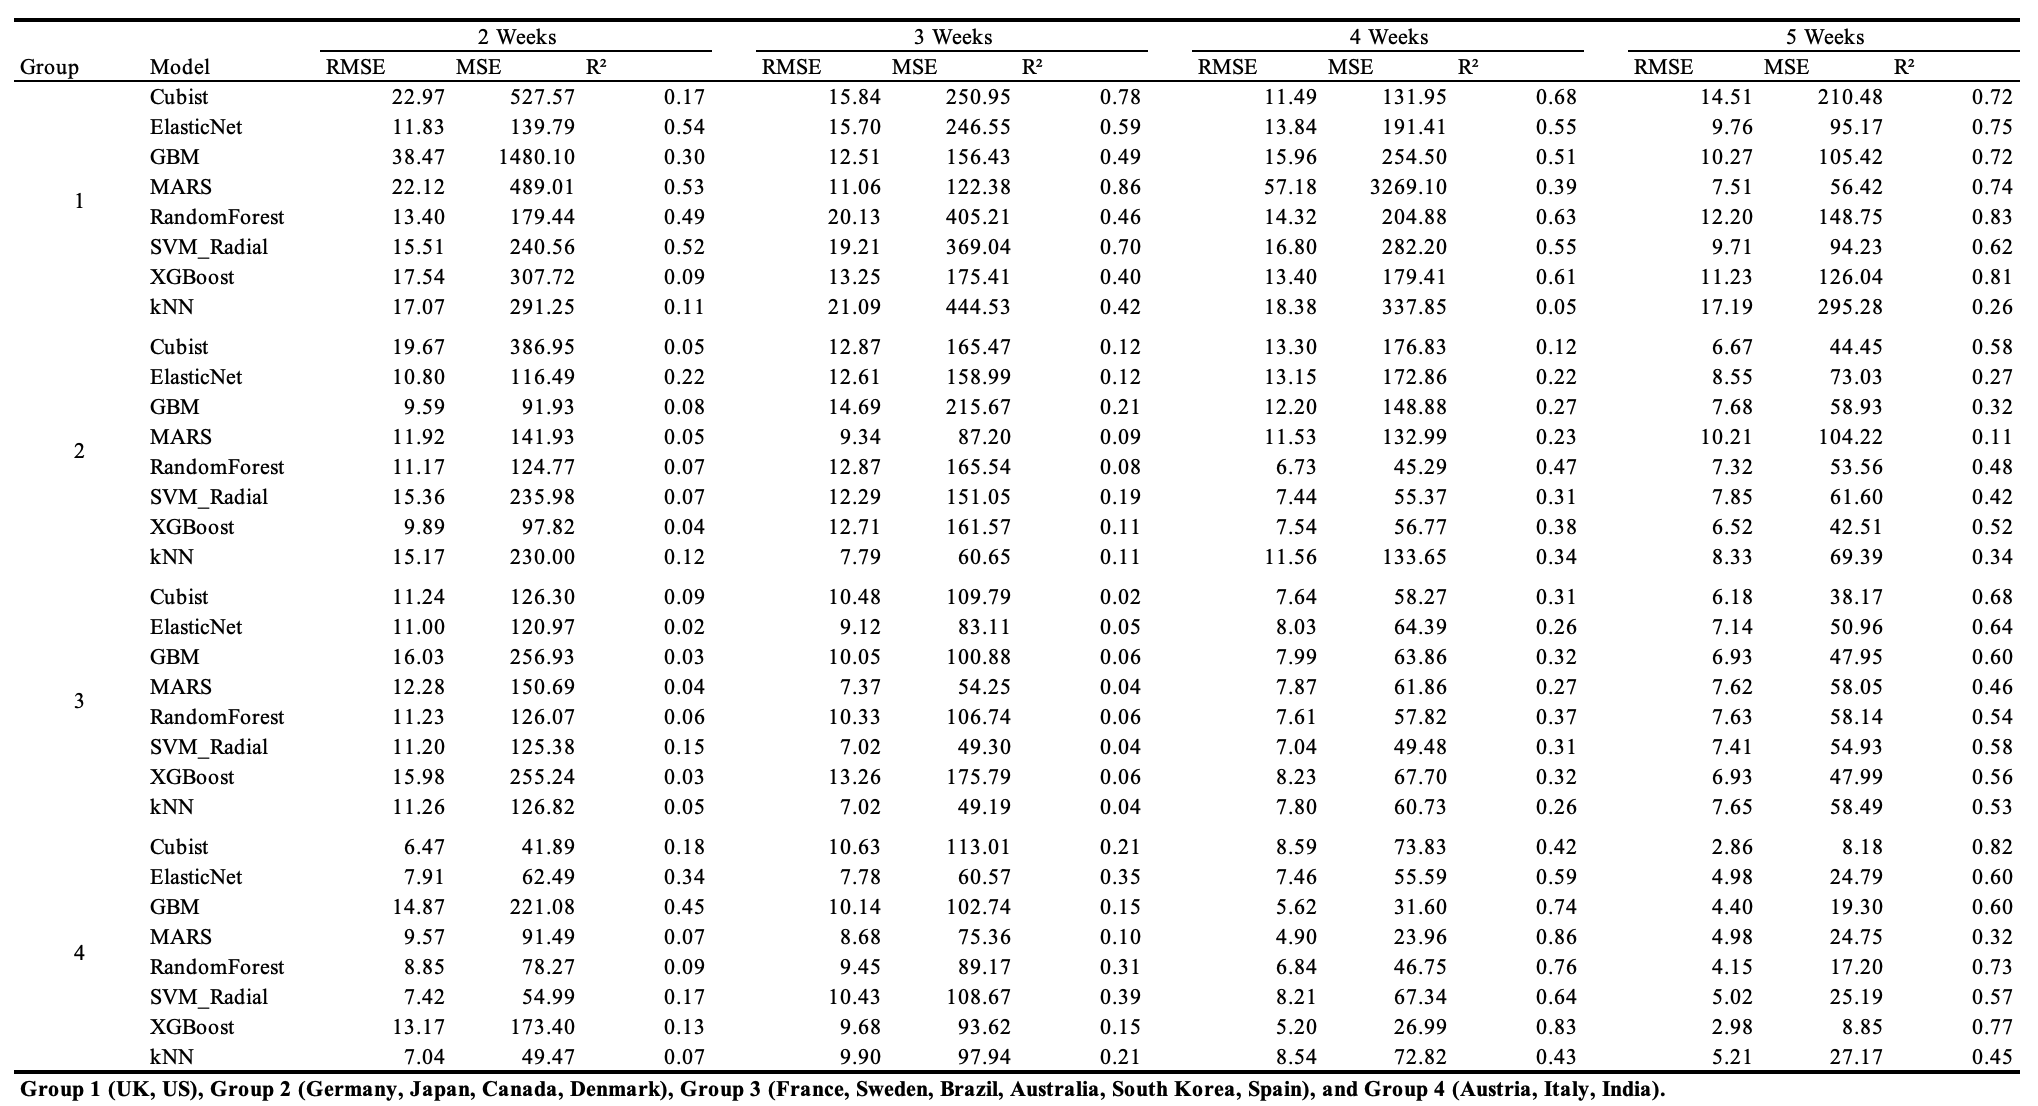 2 Weeks 3 Weeks 4 Weeks 5 Weeks
Group Model RMSE MSE R² RMSE MSE R² RMSE MSE R² RMSE MSE R²
Cubist 22.97 527.57 0.17 15.84 250.95 0.78 11.49 131.95 0.68 14.51 210.48 0.72
ElasticNet 11.83 139.79 0.54 15.70 246.55 0.59 13.84 191.41 0.55 9.76 95.17 0.75
GBM 38.47 1480.10 0.30 12.51 156.43 0.49 15.96 254.50 0.51 10.27 105.42 0.72
MARS 22.12 489.01 0.53 11.06 122.38 0.86 57.18 3269.10 0.39 7.51 56.42 0.74
1
RandomForest 13.40 179.44 0.49 20.13 405.21 0.46 14.32 204.88 0.63 12.20 148.75 0.83
SVM_Radial 15.51 240.56 0.52 19.21 369.04 0.70 16.80 282.20 0.55 9.71 94.23 0.62
XGBoost 17.54 307.72 0.09 13.25 175.41 0.40 13.40 179.41 0.61 11.23 126.04 0.81
kNN 17.07 291.25 0.11 21.09 444.53 0.42 18.38 337.85 0.05 17.19 295.28 0.26
Cubist 19.67 386.95 0.05 12.87 165.47 0.12 13.30 176.83 0.12 6.67 44.45 0.58
ElasticNet 10.80 116.49 0.22 12.61 158.99 0.12 13.15 172.86 0.22 8.55 73.03 0.27
GBM 9.59 91.93 0.08 14.69 215.67 0.21 12.20 148.88 0.27 7.68 58.93 0.32
MARS 11.92 141.93 0.05 9.34 87.20 0.09 11.53 132.99 0.23 10.21 104.22 0.11
2
RandomForest 11.17 124.77 0.07 12.87 165.54 0.08 6.73 45.29 0.47 7.32 53.56 0.48
SVM_Radial 15.36 235.98 0.07 12.29 151.05 0.19 7.44 55.37 0.31 7.85 61.60 0.42
XGBoost 9.89 97.82 0.04 12.71 161.57 0.11 7.54 56.77 0.38 6.52 42.51 0.52
kNN 15.17 230.00 0.12 7.79 60.65 0.11 11.56 133.65 0.34 8.33 69.39 0.34
Cubist 11.24 126.30 0.09 10.48 109.79 0.02 7.64 58.27 0.31 6.18 38.17 0.68
ElasticNet 11.00 120.97 0.02 9.12 83.11 0.05 8.03 64.39 0.26 7.14 50.96 0.64
GBM 16.03 256.93 0.03 10.05 100.88 0.06 7.99 63.86 0.32 6.93 47.95 0.60
MARS 12.28 150.69 0.04 7.37 54.25 0.04 7.87 61.86 0.27 7.62 58.05 0.46
3
RandomForest 11.23 126.07 0.06 10.33 106.74 0.06 7.61 57.82 0.37 7.63 58.14 0.54
SVM_Radial 11.20 125.38 0.15 7.02 49.30 0.04 7.04 49.48 0.31 7.41 54.93 0.58
XGBoost 15.98 255.24 0.03 13.26 175.79 0.06 8.23 67.70 0.32 6.93 47.99 0.56
kNN 11.26 126.82 0.05 7.02 49.19 0.04 7.80 60.73 0.26 7.65 58.49 0.53
Cubist 6.47 41.89 0.18 10.63 113.01 0.21 8.59 73.83 0.42 2.86 8.18 0.82
ElasticNet 7.91 62.49 0.34 7.78 60.57 0.35 7.46 55.59 0.59 4.98 24.79 0.60
GBM 14.87 221.08 0.45 10.14 102.74 0.15 5.62 31.60 0.74 4.40 19.30 0.60
MARS 9.57 91.49 0.07 8.68 75.36 0.10 4.90 23.96 0.86 4.98 24.75 0.32
4
RandomForest 8.85 78.27 0.09 9.45 89.17 0.31 6.84 46.75 0.76 4.15 17.20 0.73
SVM_Radial 7.42 54.99 0.17 10.43 108.67 0.39 8.21 67.34 0.64 5.02 25.19 0.57
XGBoost 13.17 173.40 0.13 9.68 93.62 0.15 5.20 26.99 0.83 2.98 8.85 0.77
kNN 7.04 49.47 0.07 9.90 97.94 0.21 8.54 72.82 0.43 5.21 27.17 0.45
Group 1 (UK, US), Group 2 (Germany, Japan, Canada, Denmark), Group 3 (France, Sweden, Brazil, Australia, South Korea, Spain), and Group 4 (Austria, Italy, India).